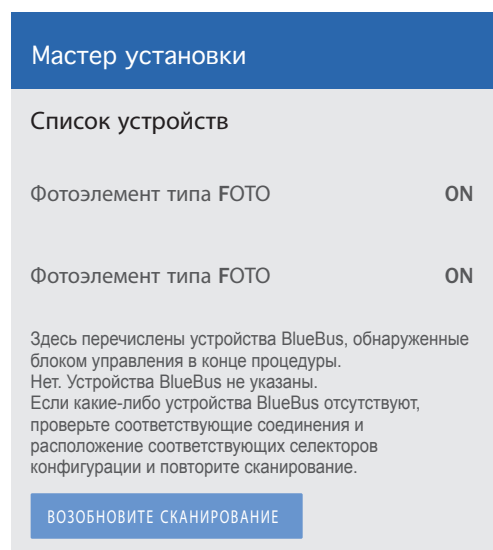 Мастер установки
Список устройств
Фотоэлемент типа FОТО ON
Фотоэлемент типа FОТО ON
Здесь перечислены устройства BlueBus, обнаруженные
блоком управления в конце процедуры.
Нет. Устройства BlueBus не указаны.
Если какие-либо устройства BlueBus отсутствуют,
проверьте соответствующие соединения и
расположение соответствующих селекторов
конфигурации и повторите сканирование.
ВОЗОБНОВИТЕ СКАНИРОВАНИЕ